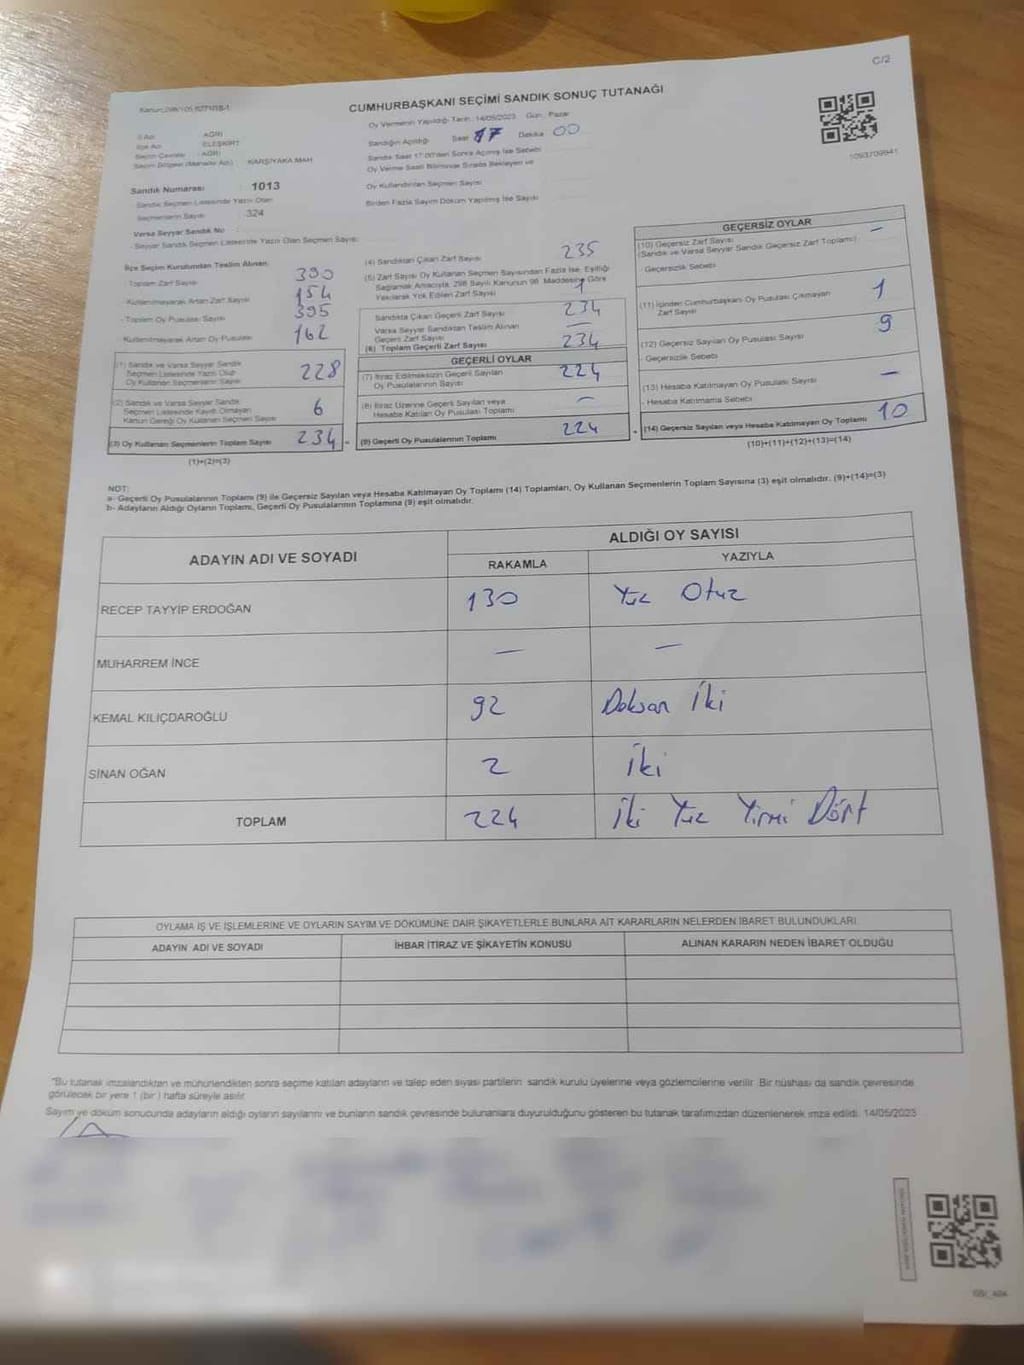 C/2
CUMHURBAŞKANI SEÇİMİ SANDIK SONUÇ TUTANAĞI
Oy Vermenin Yapıldığı Tarih : 14/05/2023 Gün : Pazar
İl Adı : AĞRI
Sandığın Açıldığı Saat 17 Dakika 00
İlçe Adı : ELEŞKİRT
Seçim Çevresi : AĞRI
Sandık Saat 17.00'den Sonra Açılmış İse Sebebi
Seçim Bölgesi (Mahalle Adı) : KARŞIYAKA MAH
Oy Verme Saati Bitiminde Sırada Bekleyen ve
Oy Kullandırılan Seçmen Sayısı
Sandık Numarası : 1013
Birden Fazla Sayım Döküm Yapılmış İse Sayısı
Sandık Seçmen Listesinde Yazılı Olan
Seçmenlerin Sayısı : 324
Varsa Seyyar Sandık No :
- Seyyar Sandık Seçmen Listesinde Yazılı Olan Seçmen Sayısı :
1093709941
İlçe Seçim Kurulundan Teslim Alınan:
- Toplam Zarf Sayısı 390
- Kullanılmayarak Artan Zarf Sayısı 154
- Toplam Oy Pusulası Sayısı 395
- Kullanılmayarak Artan Oy Pusulası 162
(1) Sandık ve Varsa Seyyar Sandık
Seçmen Listesinde Yazılı Olup
Oy Kullanan Seçmenlerin Sayısı 228
(2) Sandık ve Varsa Seyyar Sandık
Seçmen Listesinde Kayıtlı Olmayan
Kanun Gereği Oy Kullanan Seçmen Sayısı 6
(3) Oy Kullanan Seçmenlerin Toplam Sayısı 234 =
(1)+(2)=(3)
(4) Sandıktan Çıkan Zarf Sayısı 235
(5) Zarf Sayısı Oy Kullanan Seçmen Sayısından Fazla İse, Eşitliği
Sağlamak Amacıyla, 298 Sayılı Kanunun 98. Maddesine Göre
Yakılarak Yok Edilen Zarf Sayısı 1
Sandıkta Çıkan Geçerli Zarf Sayısı 234
Varsa Seyyar Sandıktan Teslim Alınan
Geçerli Zarf Sayısı —
(6) Toplam Geçerli Zarf Sayısı 234
GEÇERLİ OYLAR
(7) İtiraz Edilmeksizin Geçerli Sayılan
Oy Pusulalarının Sayısı 224
(8) İtiraz Üzerine Geçerli Sayılan veya
Hesaba Katılan Oy Pusulası Toplamı —
(9) Geçerli Oy Pusulalarının Toplamı 224
GEÇERSİZ OYLAR
(10) Geçersiz Zarf Sayısı —
(Sandık ve Varsa Seyyar Sandık Geçersiz Zarf Toplamı)
- Geçersizlik Sebebi
(11) İçinden Cumhurbaşkanı Oy Pusulası Çıkmayan
Zarf Sayısı 1
(12) Geçersiz Sayılan Oy Pusulası Sayısı 9
- Geçersizlik Sebebi
(13) Hesaba Katılmayan Oy Pusulası Sayısı —
- Hesaba Katılmama Sebebi
+ (14) Geçersiz Sayılan veya Hesaba Katılmayan Oy Toplamı 10
(10)+(11)+(12)+(13)=(14)
NOT:
a- Geçerli Oy Pusulalarının Toplamı (9) ile Geçersiz Sayılan veya Hesaba Katılmayan Oy Toplamı (14) Toplamları, Oy Kullanan Seçmenlerin Toplam Sayısına (3) eşit olmalıdır. (9)+(14)=(3)
b- Adayların Aldığı Oyların Toplamı, Geçerli Oy Pusulalarının Toplamına (9) eşit olmalıdır.
ADAYIN ADI VE SOYADI
ALDIĞI OY SAYISI
RAKAMLA YAZIYLA
RECEP TAYYİP ERDOĞAN 130 Yüz Otuz
MUHARREM İNCE — —
KEMAL KILIÇDAROĞLU 92 Doksan İki
SİNAN OĞAN 2 İki
TOPLAM 224 İki Yüz Yirmi Dört
OYLAMA İŞ VE İŞLEMLERİNE VE OYLARIN SAYIM VE DÖKÜMÜNE DAİR ŞİKAYETLERLE BUNLARA AİT KARARLARIN NELERDEN İBARET BULUNDUKLARI
ADAYIN ADI VE SOYADI İHBAR İTİRAZ VE ŞİKAYETİN KONUSU ALINAN KARARIN NEDEN İBARET OLDUĞU
"Bu tutanak imzalandıktan ve mühürlendikten sonra seçime katılan adayların ve talep eden siyasi partilerin sandık kurulu üyelerine veya gözlemcilerine verilir. Bir nüshası da sandık çevresinde
görülecek bir yere 1 (bir) hafta süreyle asılır.
Sayım ve döküm sonucunda adayların aldığı oyların sayılarını ve bunların sandık çevresinde bulunanlara duyurulduğunu gösteren bu tutanak tarafımızdan düzenlenerek imza edildi. 14/05/2023